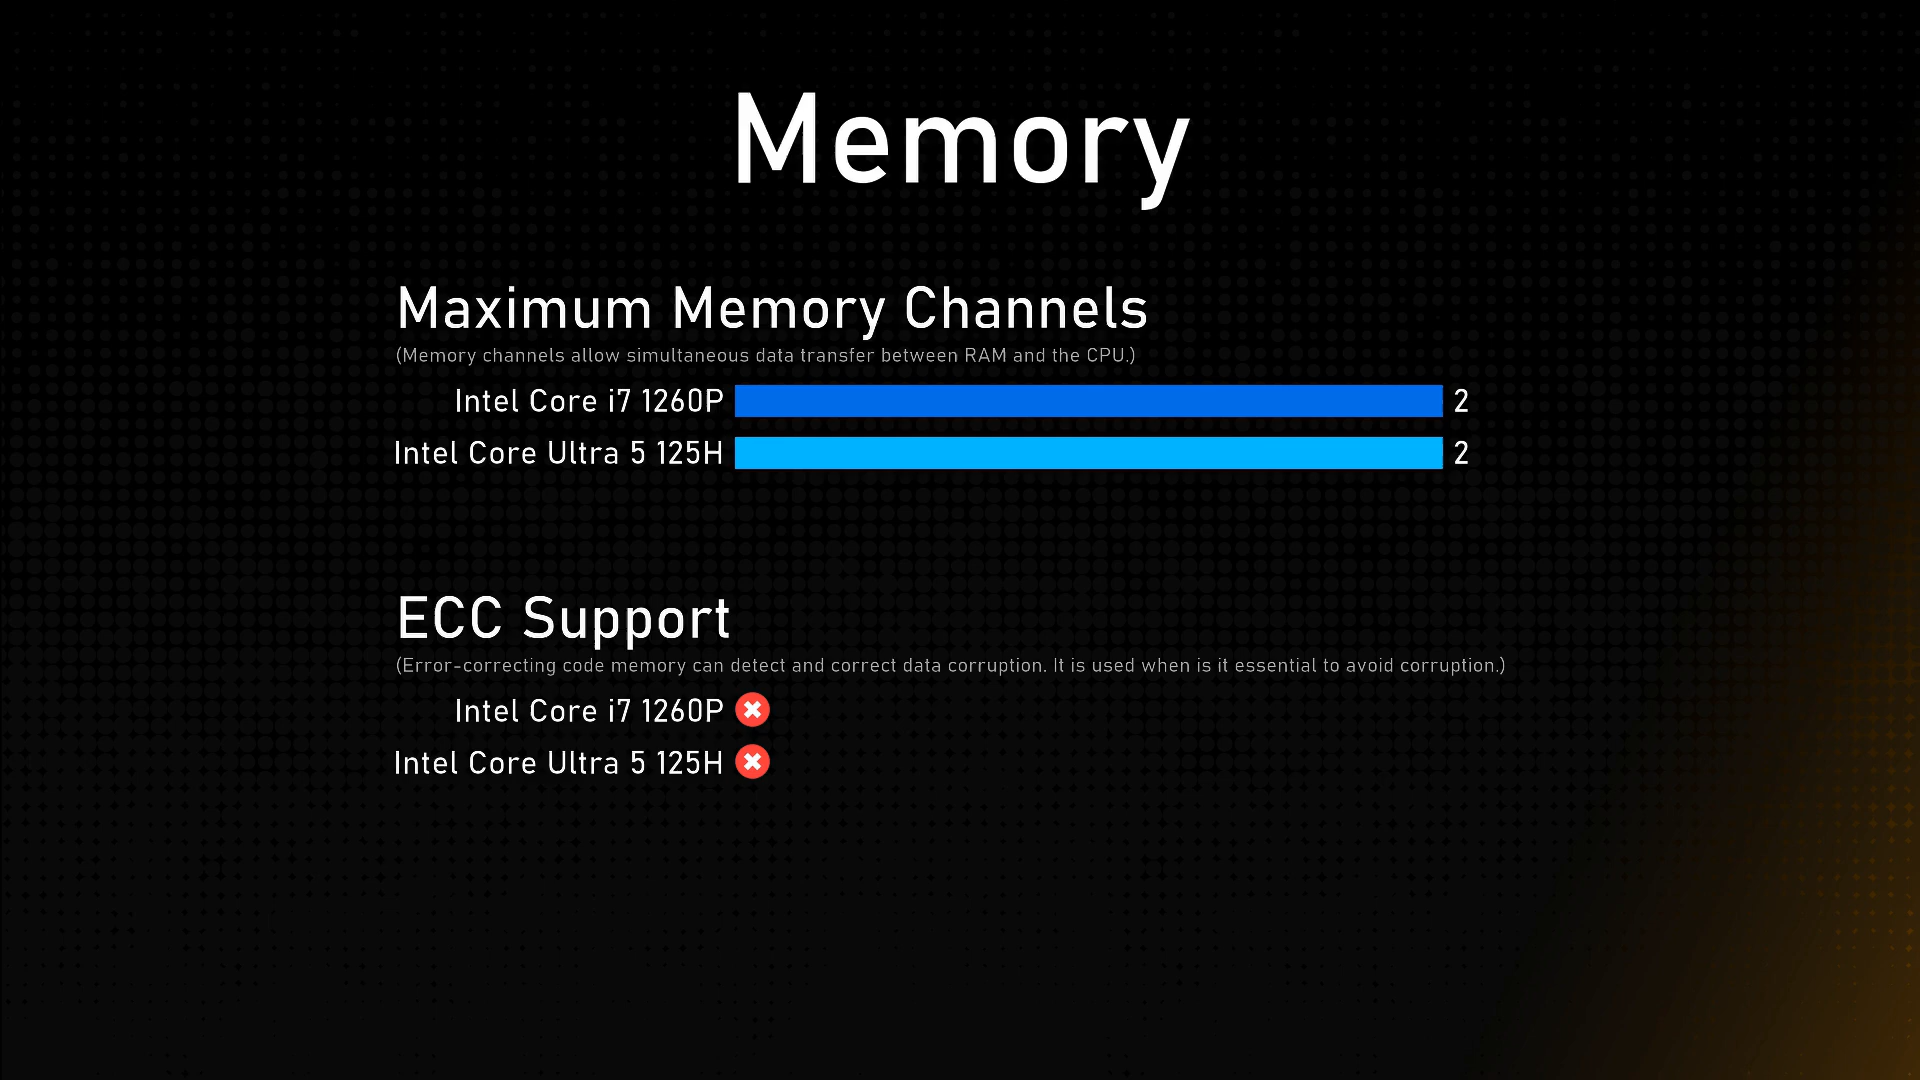 Memory
Maximum Memory Channels
(Memory channels allow simultaneous data transfer between RAM and the CPU.)
Intel Core i7 1260P 2
Intel Core Ultra 5 125H 2
ECC Support
(Error-correcting code memory can detect and correct data corruption. It is used when is it essential to avoid corruption.)
Intel Core i7 1260P
Intel Core Ultra 5 125H